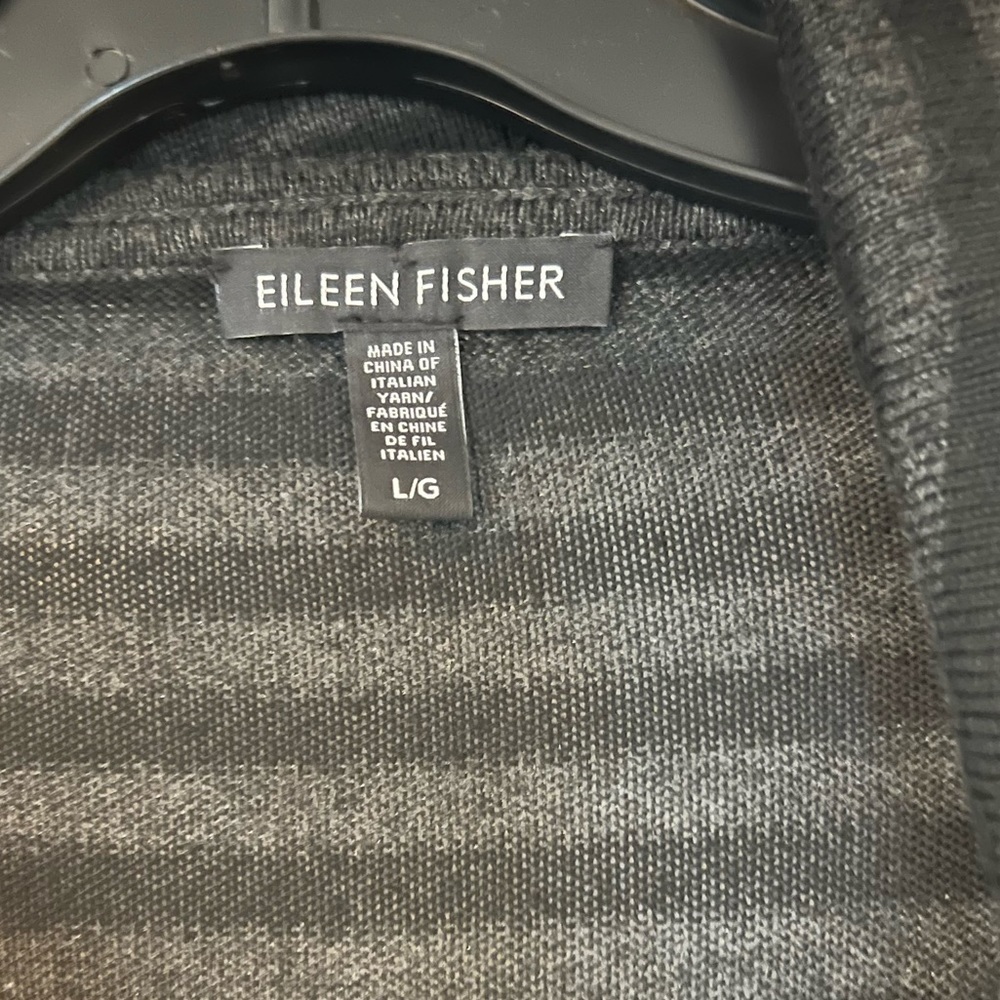 EILEEN FISHER
MADE IN
CHINA OF
ITALIAN
YARN/
FABRIQUÉ
EN CHINE
DE FIL
ITALIEN
L/G